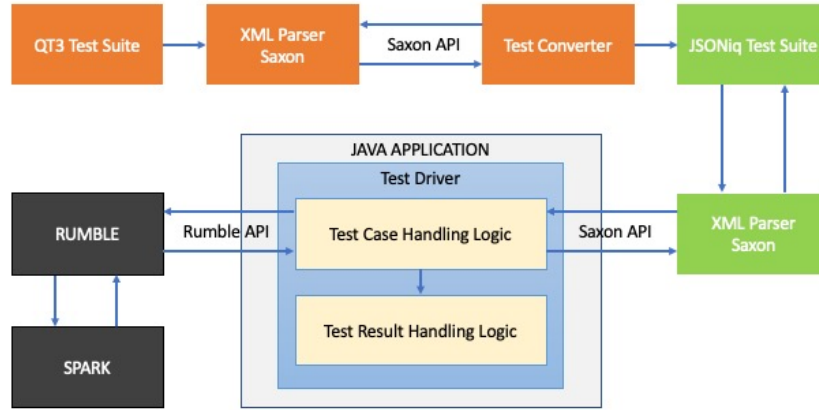 QT3 Test Suite
XML Parser
Saxon
Saxon API
Test Converter
JSONiq Test Suite
JAVA APPLICATION
Test Driver
RUMBLE
Rumble API
Test Case Handling Logic
Saxon API
XML Parser
Saxon
Test Result Handling Logic
SPARK